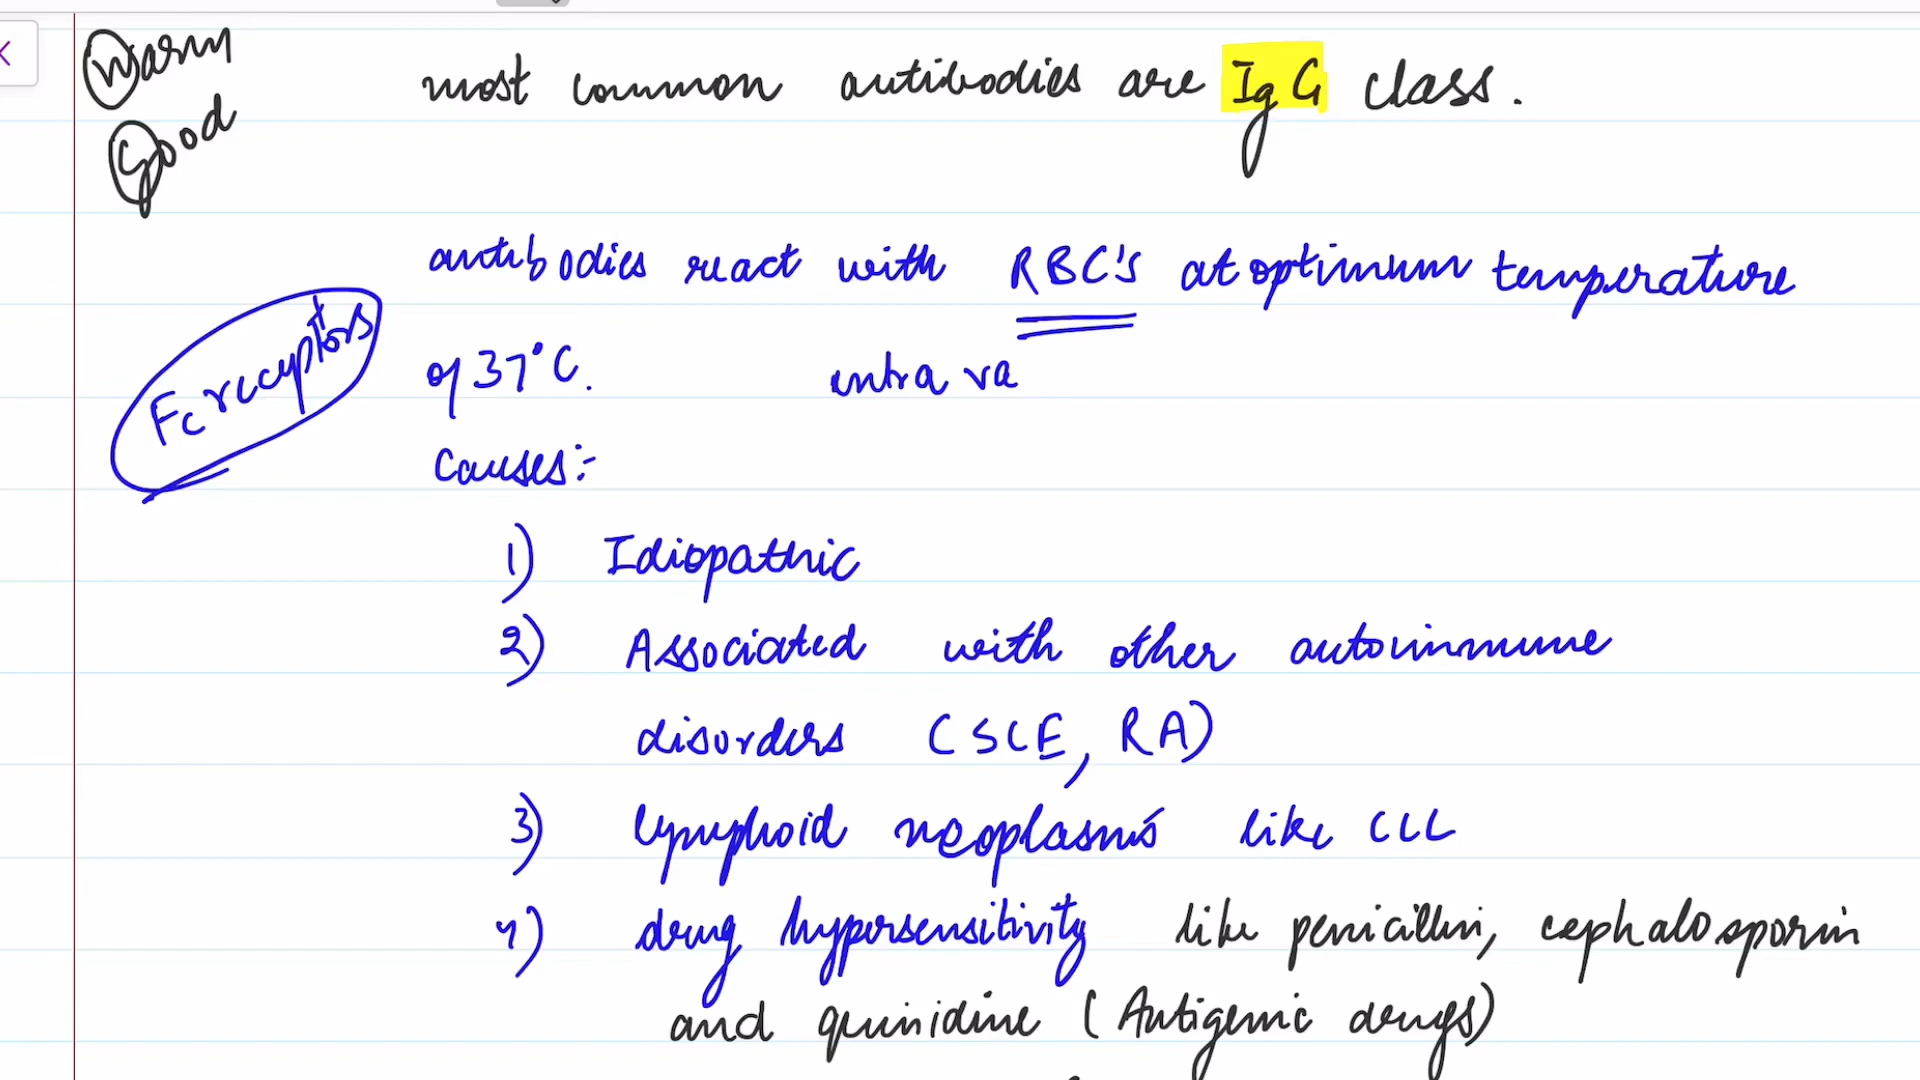 Warm
Good
most common antibodies are IgG class.
antibodies react with RBC's at optimum temperature
of 37°C. intra va
Fc receptors
Causes:-
1) Idiopathic
2) Associated with other autoimmune
disorders (SLE, RA)
3) lymphoid neoplasms like CLL
4) drug hypersensitivity like penicillin, cephalosporin
and quinidine (Antigenic drugs)